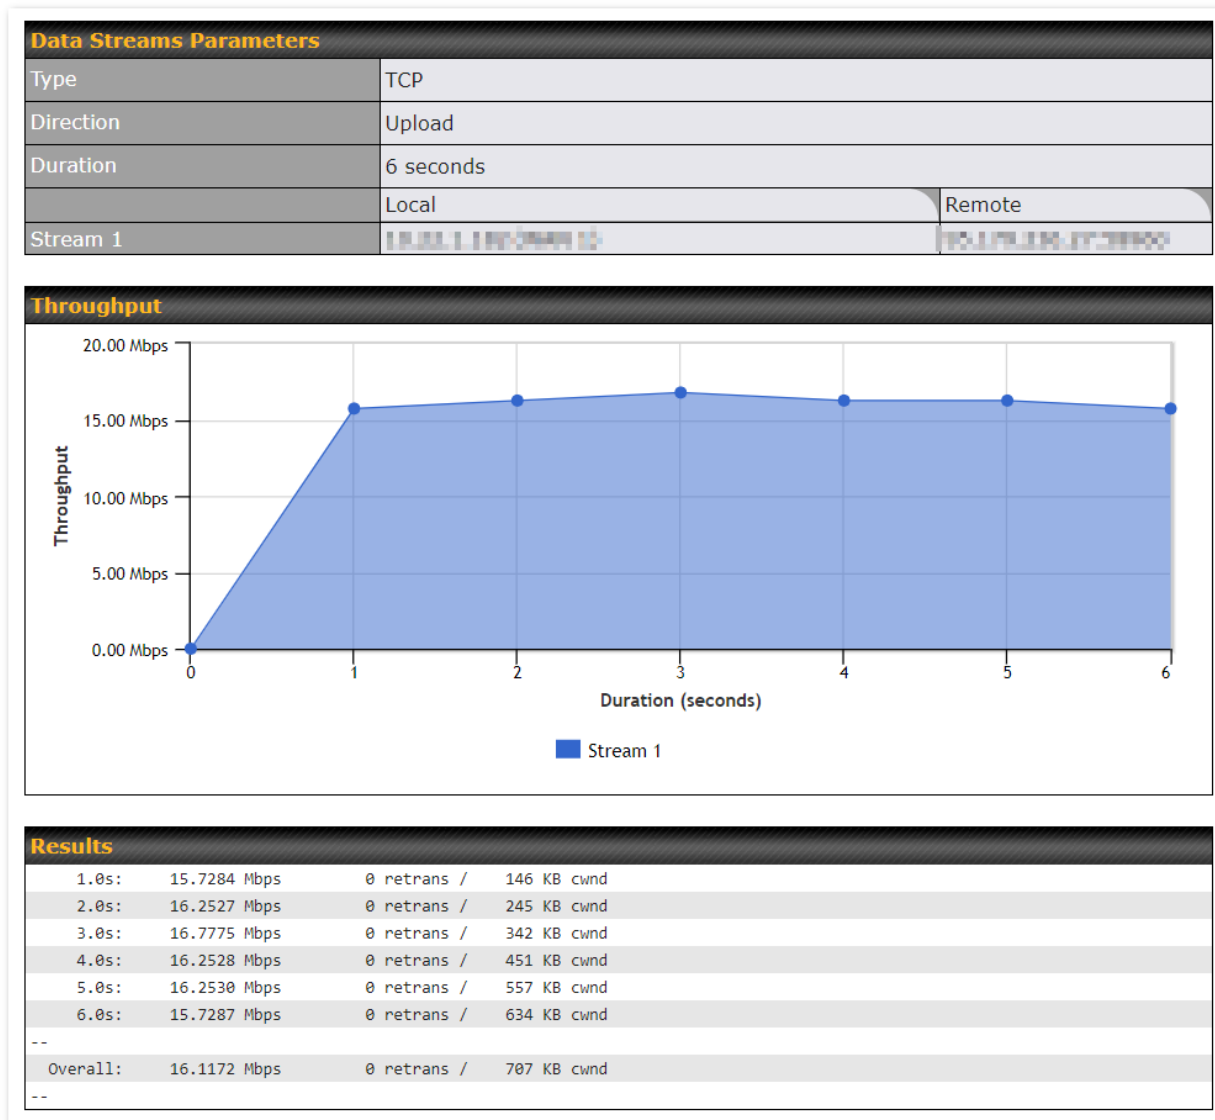 Data Streams Parameters
Type TCP
Direction Upload
Duration 6 seconds
Local Remote
Stream 1
Throughput
20.00 Mbps
15.00 Mbps
10.00 Mbps
5.00 Mbps
0.00 Mbps
Throughput
0 1 2 3 4 5 6
Duration (seconds)
Stream 1
Results
1.0s: 15.7284 Mbps 0 retrans / 146 KB cwnd
2.0s: 16.2527 Mbps 0 retrans / 245 KB cwnd
3.0s: 16.7775 Mbps 0 retrans / 342 KB cwnd
4.0s: 16.2528 Mbps 0 retrans / 451 KB cwnd
5.0s: 16.2530 Mbps 0 retrans / 557 KB cwnd
6.0s: 15.7287 Mbps 0 retrans / 634 KB cwnd
--
Overall: 16.1172 Mbps 0 retrans / 707 KB cwnd
--